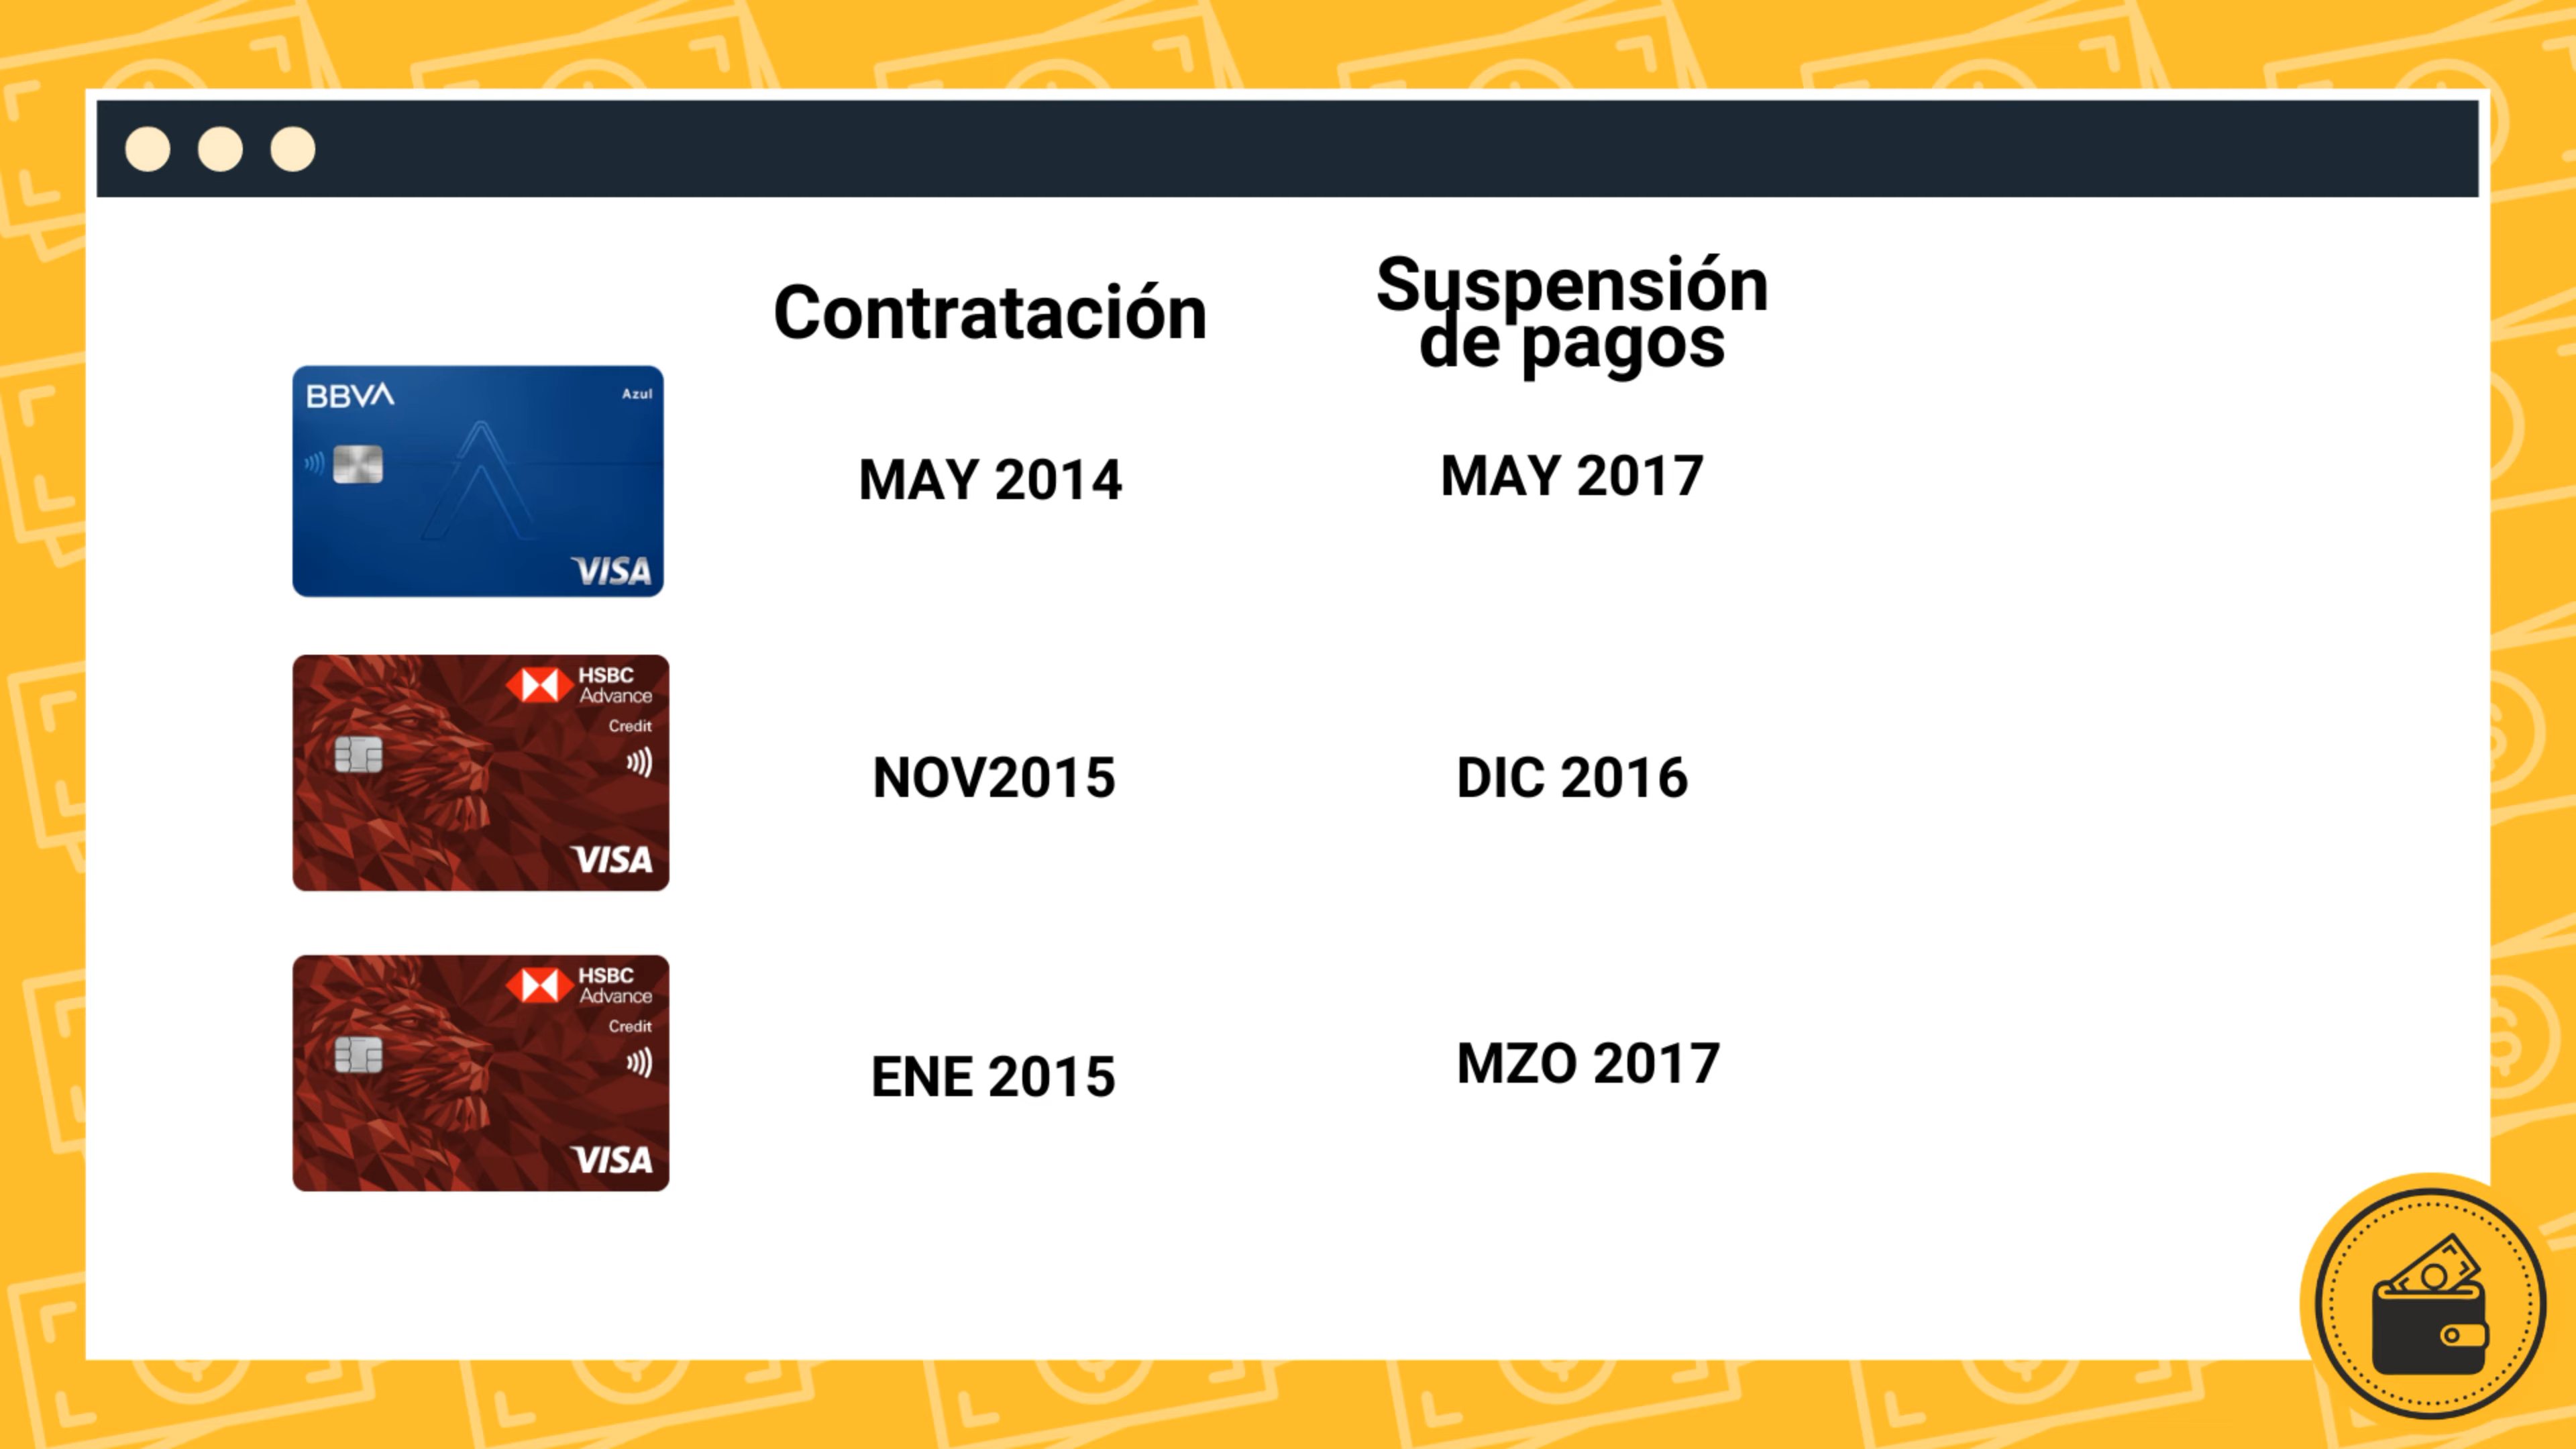 Contratación
Suspensión
de pagos
BBVA
Azul
VISA
MAY 2014
MAY 2017
HSBC
Advance
Credit
VISA
NOV2015
DIC 2016
HSBC
Advance
Credit
VISA
ENE 2015
MZO 2017